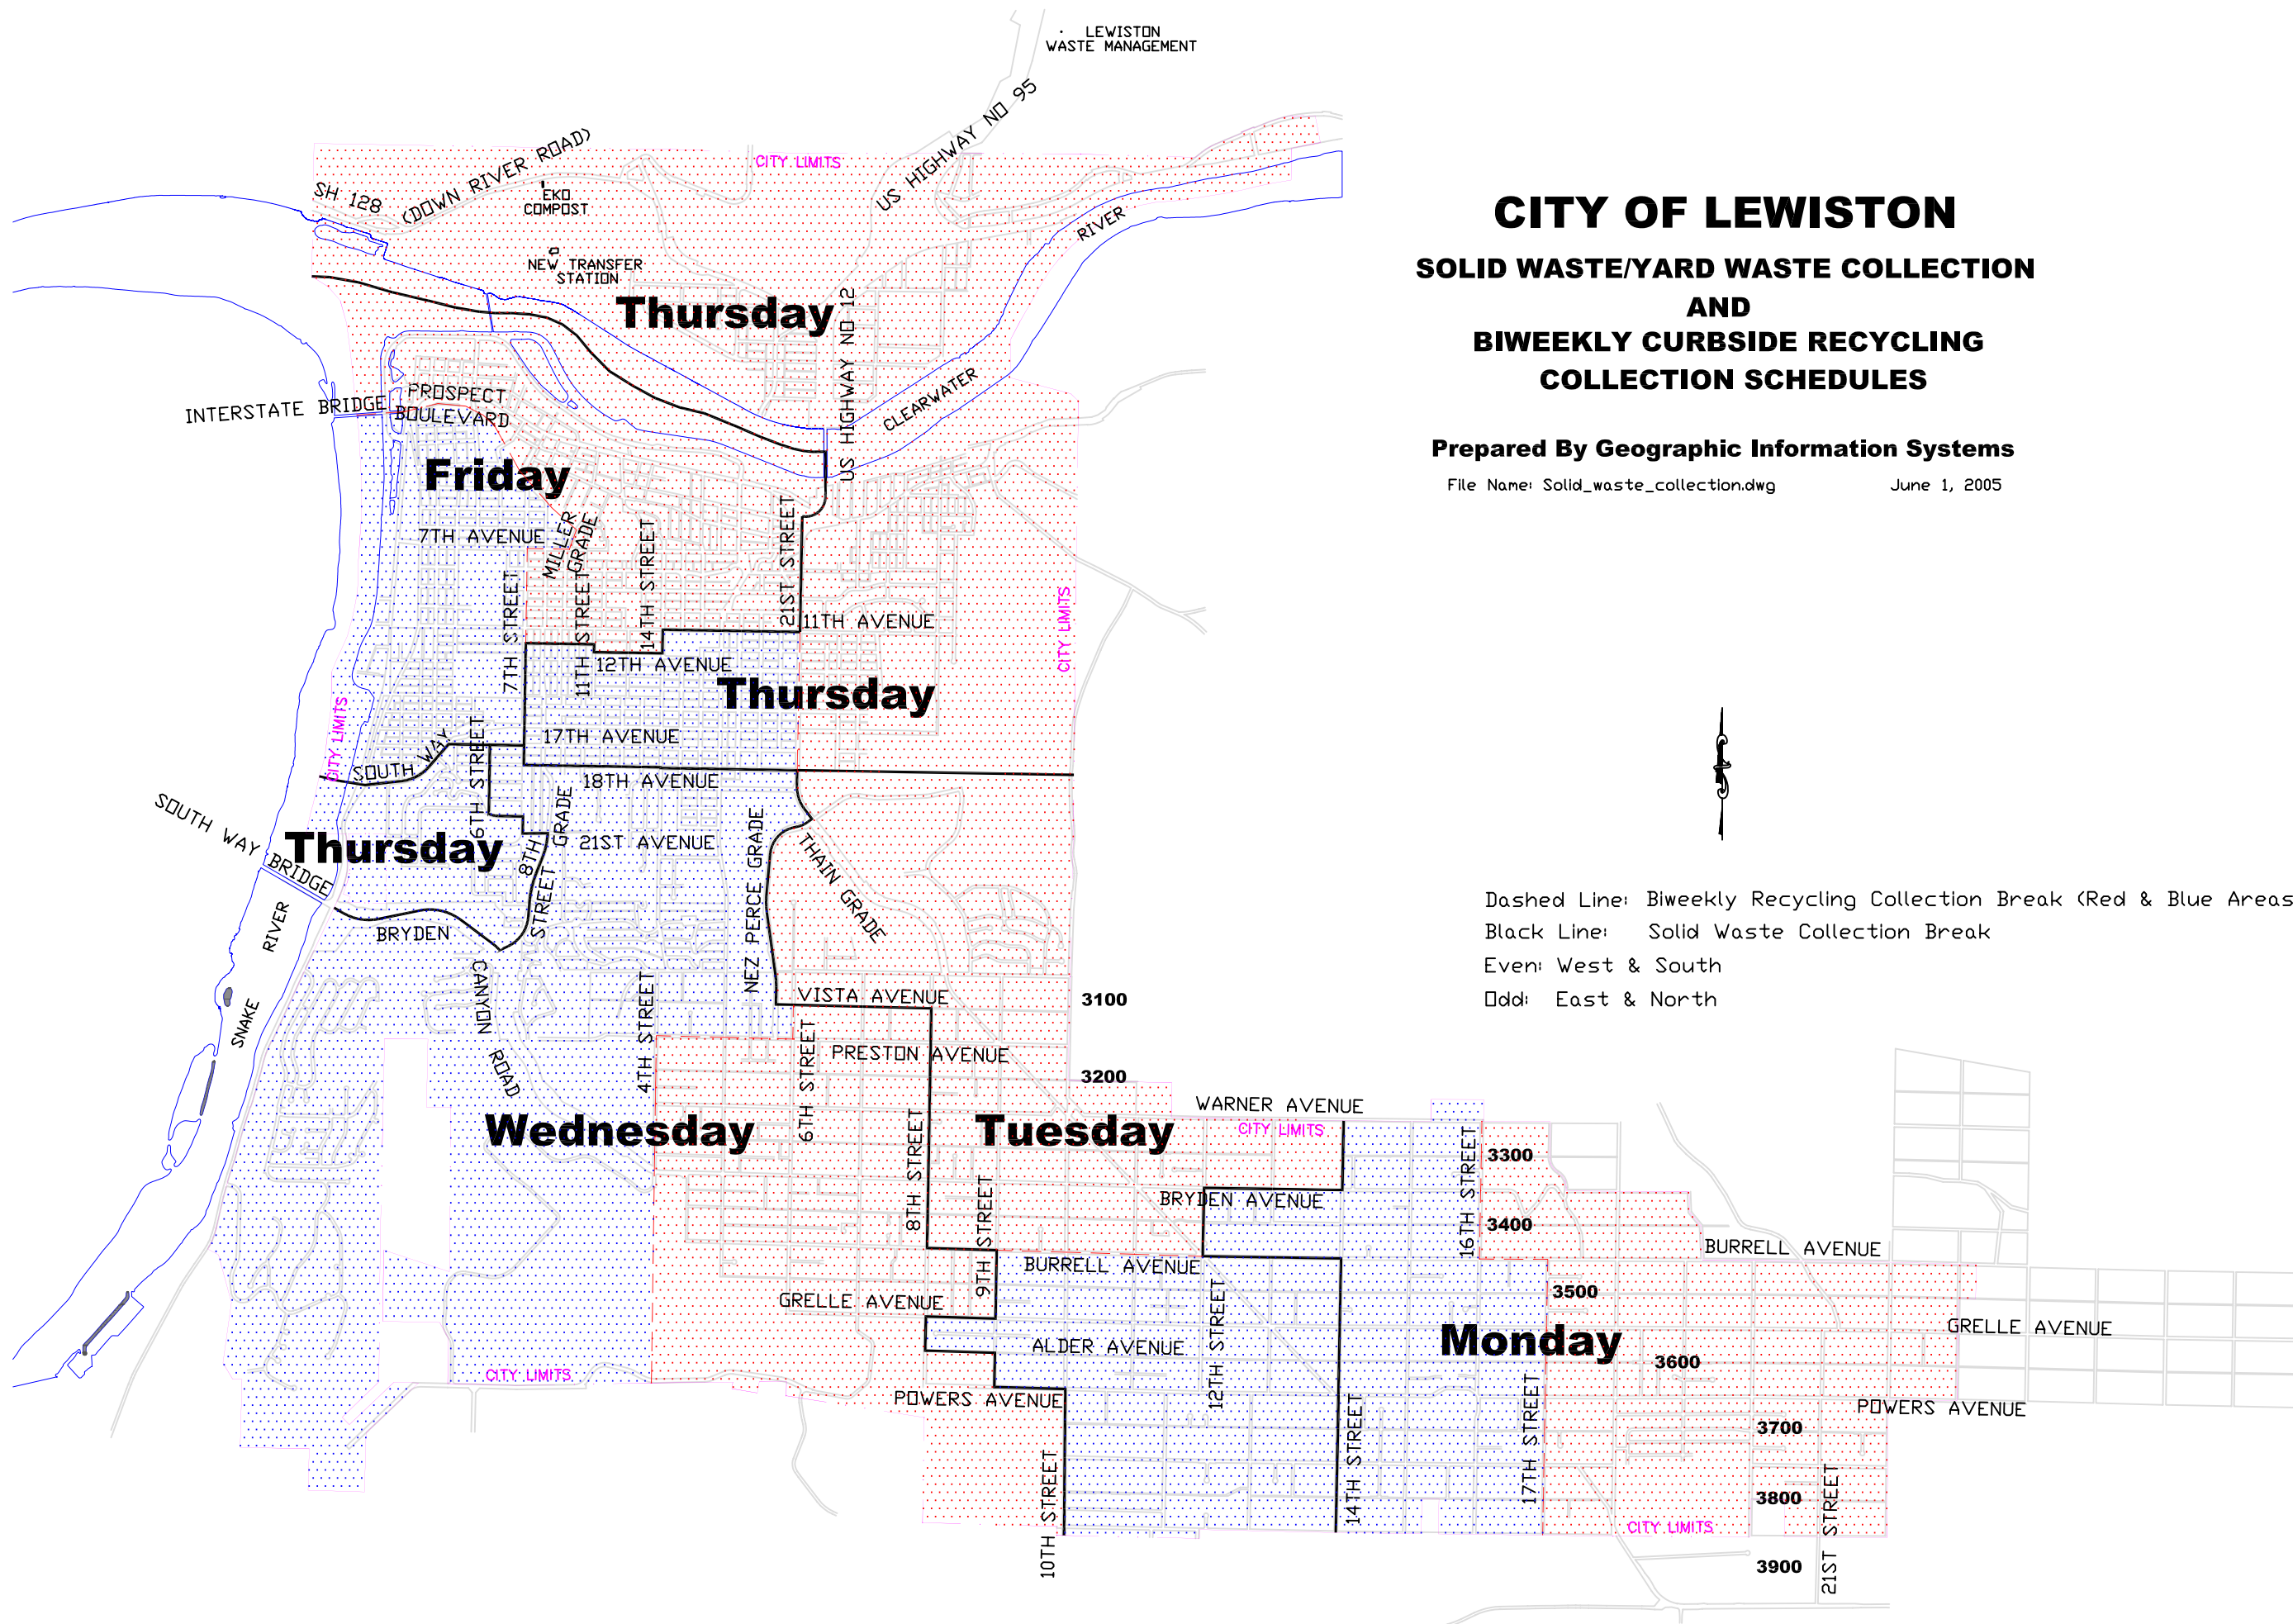 LEWISTON
WASTE MANAGEMENT
US HIGHWAY NO 95
CITY LIMITS
SH 128
(DOWN RIVER ROAD)
EKO
COMPOST
NEW TRANSFER
STATION
Thursday
US HIGHWAY NO 12
RIVER
CLEARWATER
CITY OF LEWISTON
SOLID WASTE/YARD WASTE COLLECTION
AND
BIWEEKLY CURBSIDE RECYCLING
COLLECTION SCHEDULES
Prepared By Geographic Information Systems
File Name: Solid_waste_collection.dwg
June 1, 2005
INTERSTATE BRIDGE
PROSPECT
BOULEVARD
Friday
7TH AVENUE
MILLER
GRADE
7TH STREET
11TH STREET
14TH STREET
21ST STREET
11TH AVENUE
12TH AVENUE
CITY LIMITS
Thursday
CITY LIMITS
17TH AVENUE
SOUTH WAY
6TH STREET
18TH AVENUE
SOUTH WAY BRIDGE
Thursday
8TH
STREET
GRADE
21ST AVENUE
NEZ PERCE GRADE
THAIN GRADE
BRYDEN
CANYON
ROAD
SNAKE
RIVER
Dashed Line: Biweekly Recycling Collection Break (Red & Blue Areas
Black Line: Solid Waste Collection Break
Even: West & South
Odd: East & North
4TH STREET
VISTA AVENUE
3100
6TH STREET
PRESTON AVENUE
3200
Wednesday
8TH STREET
Tuesday
WARNER AVENUE
CITY LIMITS
16TH STREET
3300
9TH STREET
BRYDEN AVENUE
3400
BURRELL AVENUE
BURRELL AVENUE
3500
GRELLE AVENUE
GRELLE AVENUE
12TH STREET
ALDER AVENUE
Monday
3600
CITY LIMITS
POWERS AVENUE
POWERS AVENUE
10TH STREET
14TH STREET
17TH STREET
3700
3800
21ST STREET
CITY LIMITS
3900